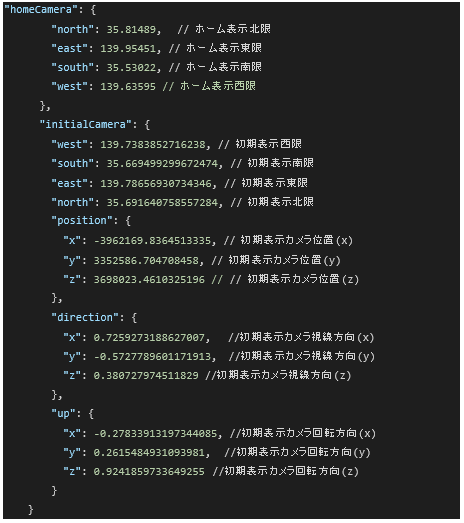 "homeCamera": {
"north": 35.81489,   // ホーム表示北限
"east": 139.95451, // ホーム表示東限
"south": 35.53022, // ホーム表示南限
"west": 139.63595 // ホーム表示西限
},
"initialCamera": {
"west": 139.7383852716238, // 初期表示西限
"south": 35.669499299672474, // 初期表示南限
"east": 139.78656930734346, // 初期表示東限
"north": 35.691640758557284, // 初期表示北限
"position": {
"x": -3962169.8364513335, // 初期表示カメラ位置(x)
"y": 3352586.704708458, // 初期表示カメラ位置(y)
"z": 3698023.4610325196 // // 初期表示カメラ位置(z)
},
"direction": {
"x": 0.7259273188627007,   //初期表示カメラ視線方向(x)
"y": -0.5727789601171913,  //初期表示カメラ視線方向(y)
"z": 0.380727974511829 //初期表示カメラ視線方向(z)
},
"up": {
"x": -0.27833913197344085, //初期表示カメラ回転方向(x)
"y": 0.2615484931093981,  //初期表示カメラ回転方向(y)
"z": 0.9241859733649255 //初期表示カメラ回転方向(z)
}
}